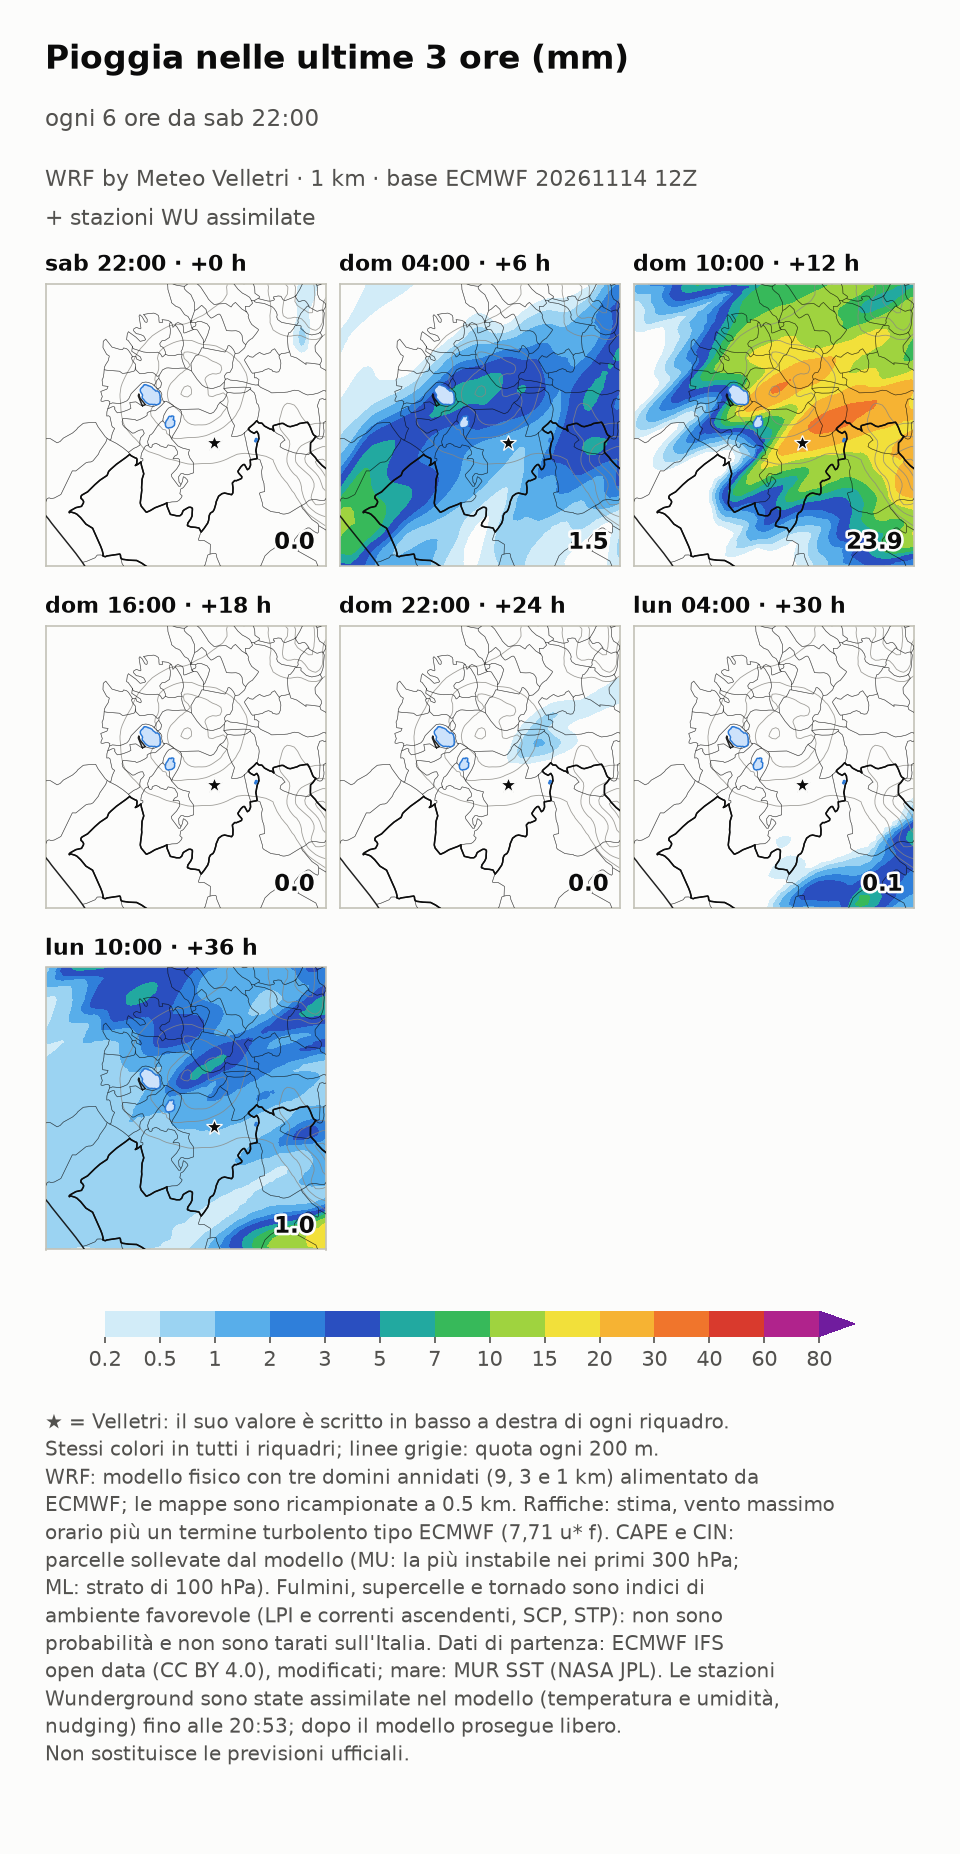 Pioggia nelle ultime 3 ore (mm)
ogni 6 ore da sab 22:00
WRF by Meteo Velletri · 1 km · base ECMWF 20261114 12Z
+ stazioni WU assimilate
sab 22:00 · +0 h
dom 04:00 · +6 h
dom 10:00 · +12 h
0.0
1.5
23.9
dom 16:00 · +18 h
dom 22:00 · +24 h
lun 04:00 · +30 h
0.0
0.0
0.1
lun 10:00 · +36 h
1.0
0.2 0.5 1 2 3 5 7 10 15 20 30 40 60 80
★ = Velletri: il suo valore è scritto in basso a destra di ogni riquadro.
Stessi colori in tutti i riquadri; linee grigie: quota ogni 200 m.
WRF: modello fisico con tre domini annidati (9, 3 e 1 km) alimentato da
ECMWF; le mappe sono ricampionate a 0.5 km. Raffiche: stima, vento massimo
orario più un termine turbolento tipo ECMWF (7,71 u* f). CAPE e CIN:
parcelle sollevate dal modello (MU: la più instabile nei primi 300 hPa;
ML: strato di 100 hPa). Fulmini, supercelle e tornado sono indici di
ambiente favorevole (LPI e correnti ascendenti, SCP, STP): non sono
probabilità e non sono tarati sull'Italia. Dati di partenza: ECMWF IFS
open data (CC BY 4.0), modificati; mare: MUR SST (NASA JPL). Le stazioni
Wunderground sono state assimilate nel modello (temperatura e umidità,
nudging) fino alle 20:53; dopo il modello prosegue libero.
Non sostituisce le previsioni ufficiali.